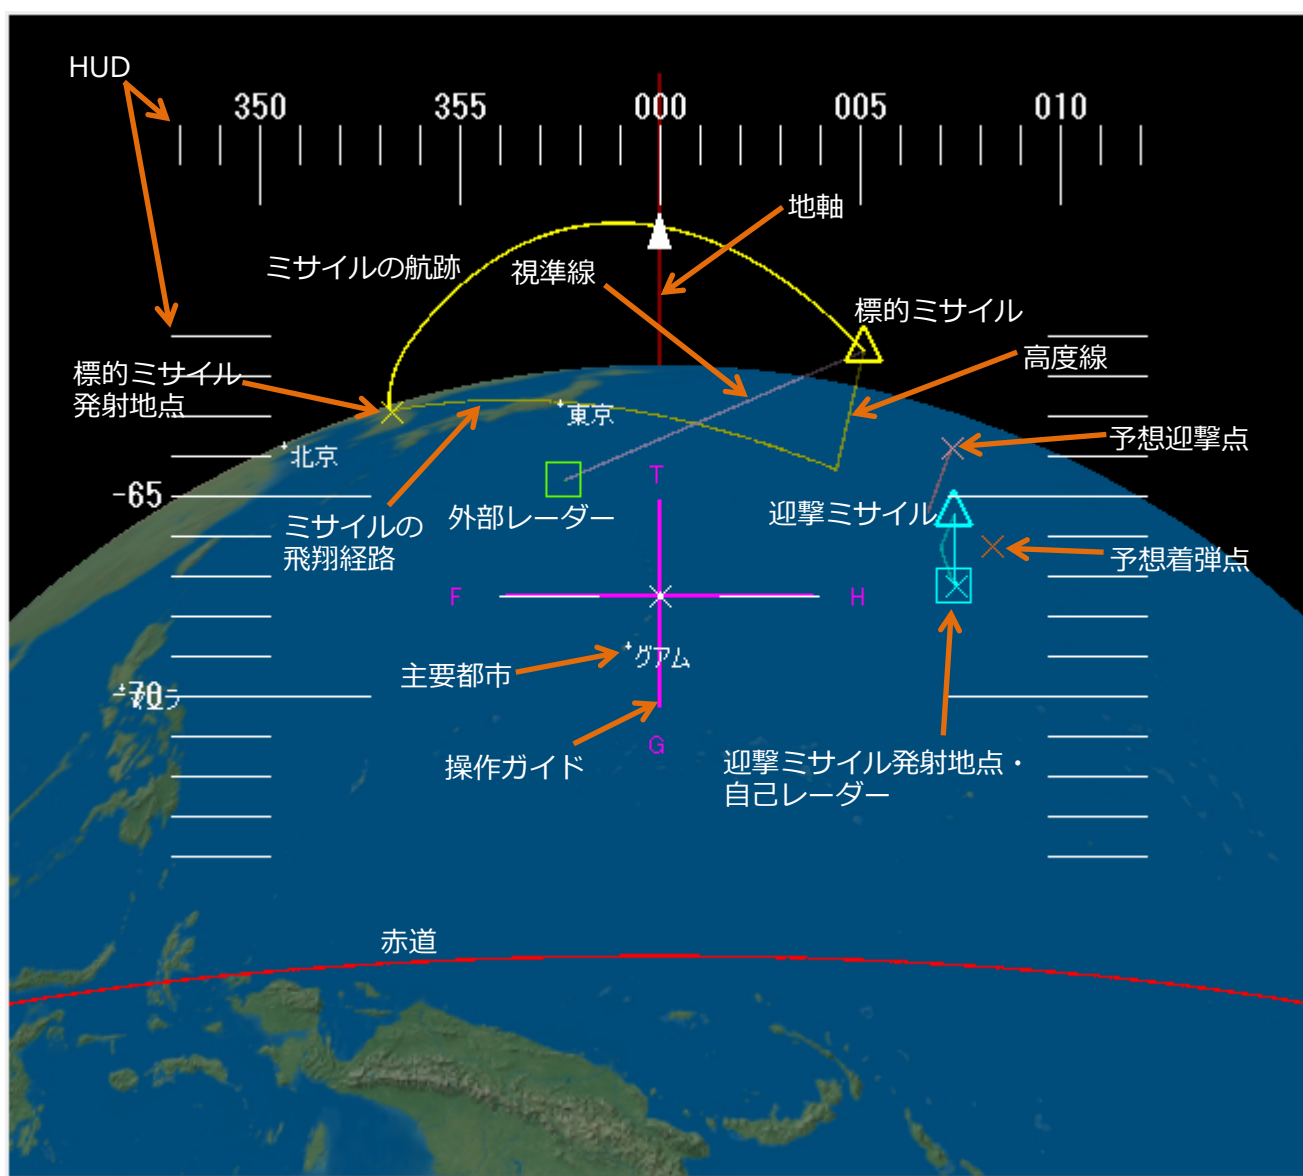 HUD
350
355
000
005
010
地軸
ミサイルの航跡
視準線
標的ミサイル
高度線
標的ミサイル
発射地点
東京
予想迎撃点
北京
T
-65
外部レーダー
迎撃ミサイル
ミサイルの
飛翔経路
予想着弾点
F
H
グアム
主要都市
-70
G
操作ガイド
迎撃ミサイル発射地点・
自己レーダー
赤道